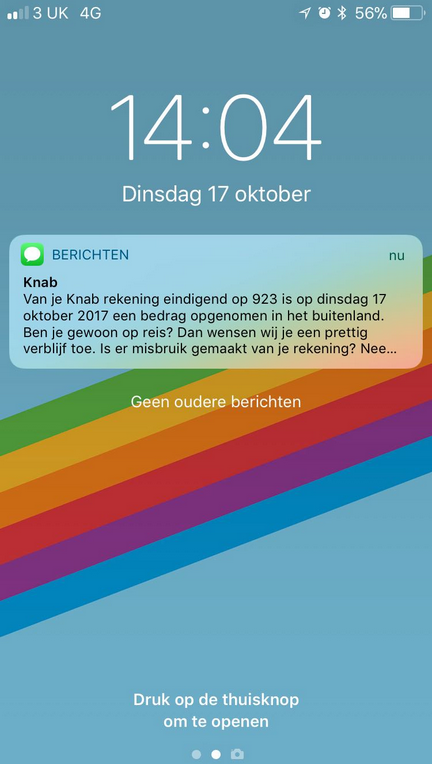 3 UK 4G 56%
14:04
Dinsdag 17 oktober
BERICHTEN nu
Knab
Van je Knab rekening eindigend op 923 is op dinsdag 17
oktober 2017 een bedrag opgenomen in het buitenland.
Ben je gewoon op reis? Dan wensen wij je een prettig
verblijf toe. Is er misbruik gemaakt van je rekening? Nee...
Geen oudere berichten
Druk op de thuisknop
om te openen